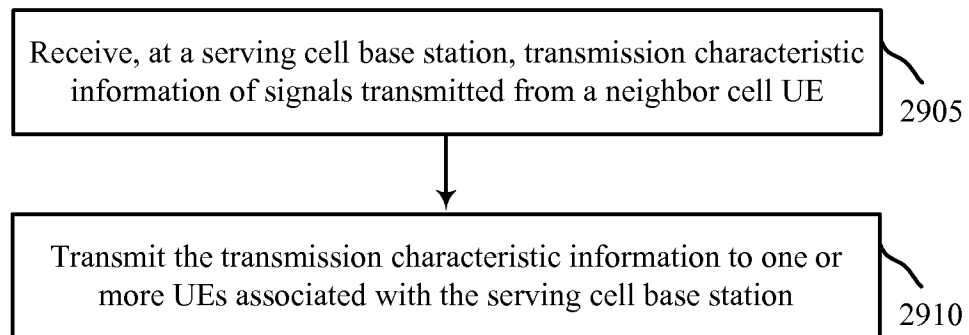 Receive, at a serving cell base station, transmission characteristic
information of signals transmitted from a neighbor cell UE
2905
Transmit the transmission characteristic information to one or
more UEs associated with the serving cell base station
2910